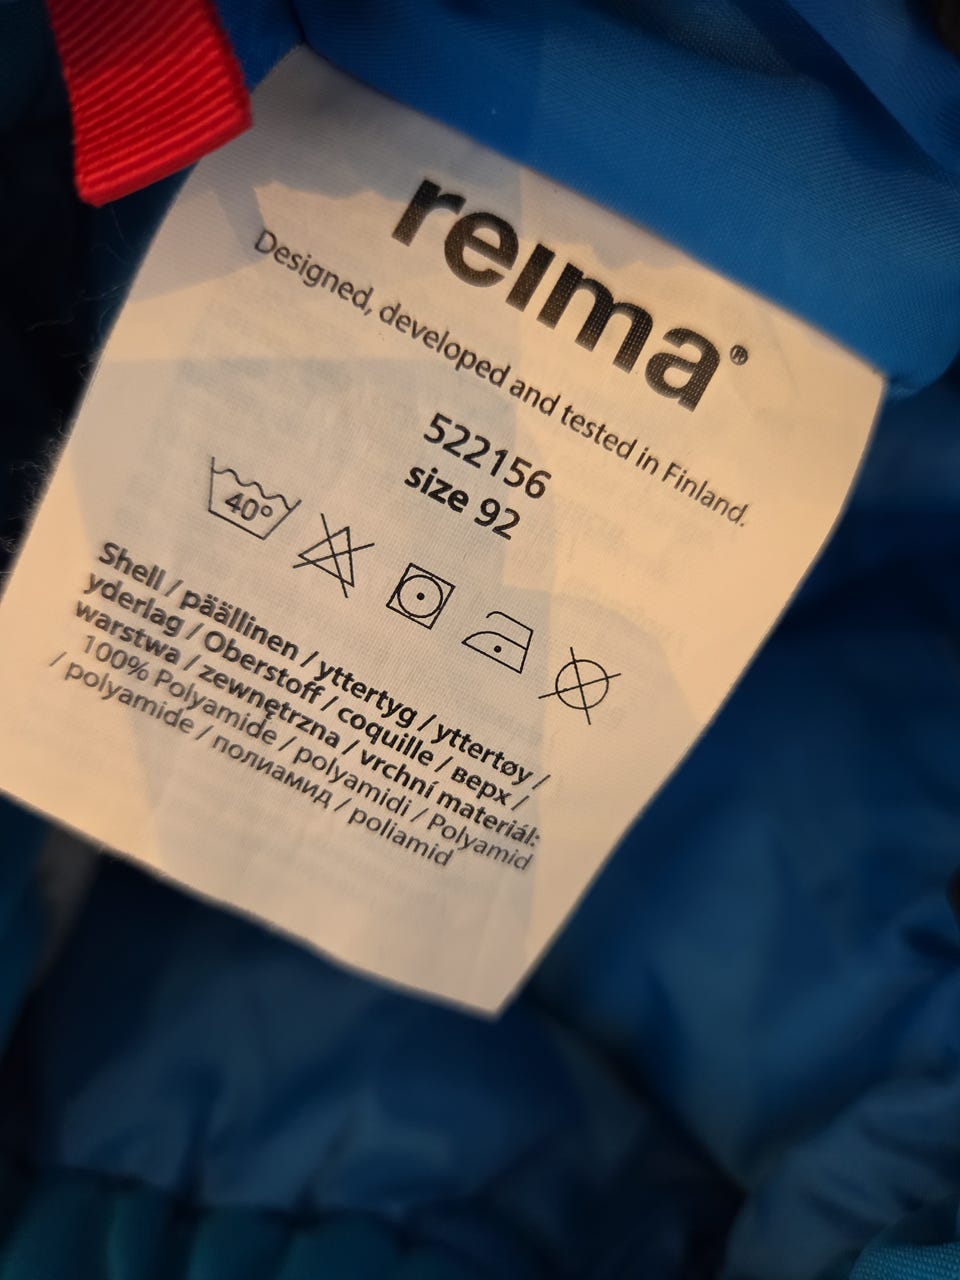 reima®
Designed, developed and tested in Finland.
522156
size 92
40°
Shell / päällinen / yttertyg / yttertøy /
yderlag / Oberstoff / coquille / верх /
warstwa / zewnętrzna / vrchní materiál:
100% Polyamide / polyamidi / Polyamid
/ polyamide / полиамид / poliamid